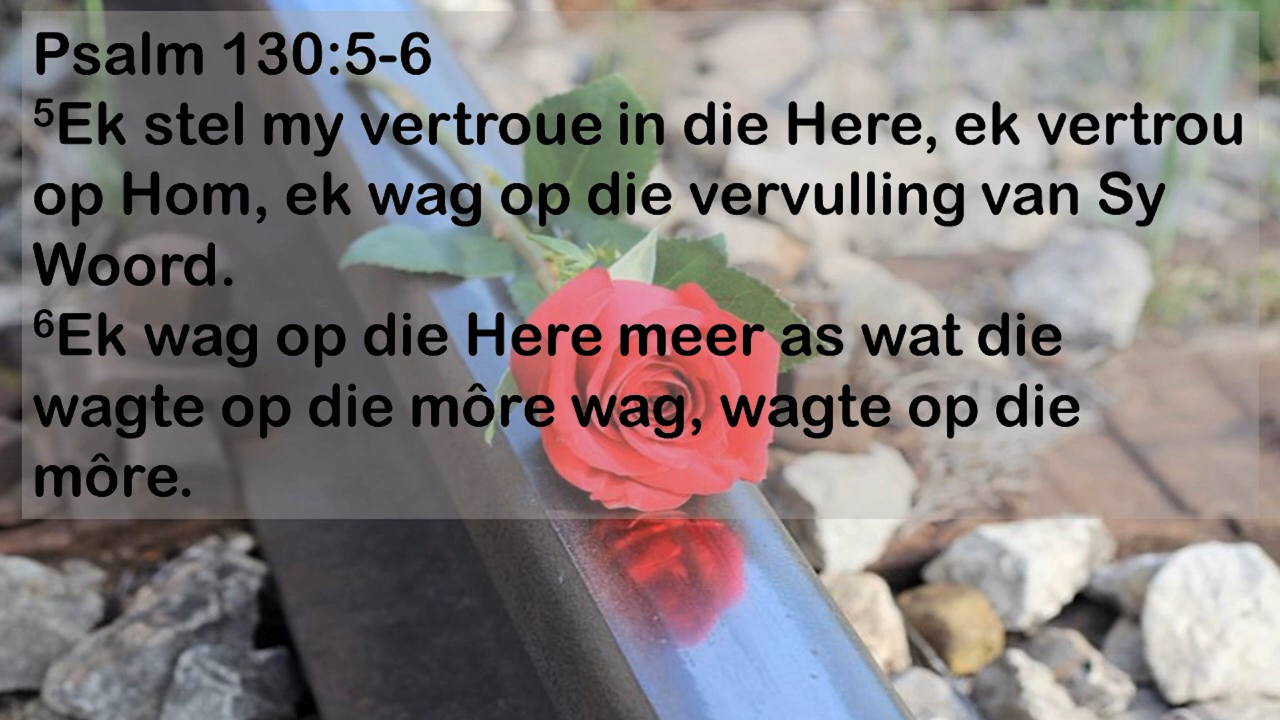 Psalm 130:5-6
⁵Ek stel my vertroue in die Here, ek vertrou
op Hom, ek wag op die vervulling van Sy
Woord.
⁶Ek wag op die Here meer as wat die
wagte op die môre wag, wagte op die
môre.